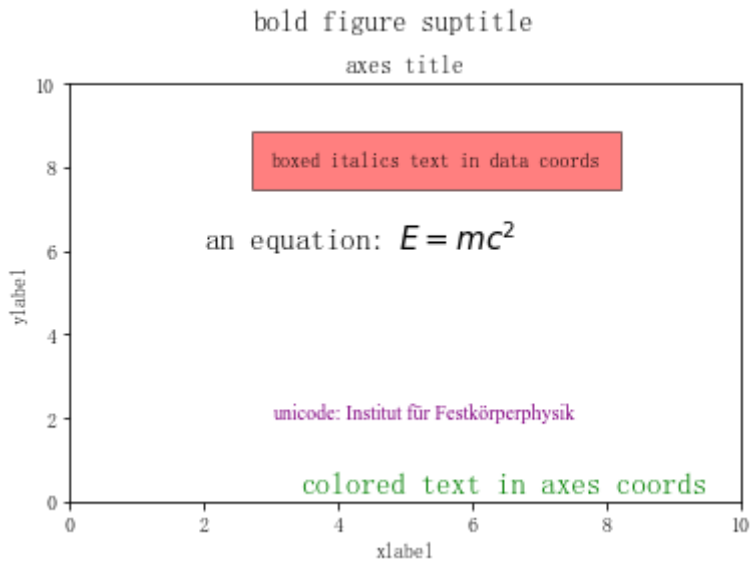 bold figure suptitle
axes title
10
boxed italics text in data coords
8
an equation: E = mc²
6
ylabel
4
unicode: Institut für Festkörperphysik
2
colored text in axes coords
0
0 2 4 6 8 10
xlabel